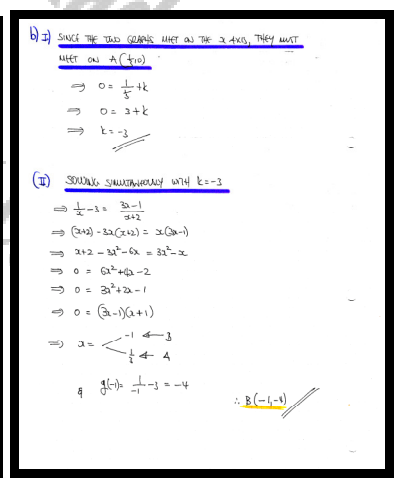 b) I) SINCE THE TWO GRAPHS MEET ON THE x AXIS, THEY MUST
MEET ON A(1/3,0)
⇒ 0 = 1/(1/3) + k
⇒ 0 = 3 + k
⇒ k = -3
(II) SOLVING SIMULTANEOUSLY WITH k = -3
⇒ 1/x - 3 = (3x-1)/(x+2)
⇒ (x+2) - 3x(x+2) = x(3x-1)
⇒ x + 2 - 3x² - 6x = 3x² - x
⇒ 0 = 6x² + 4x - 2
⇒ 0 = 3x² + 2x - 1
⇒ 0 = (3x-1)(x+1)
⇒ x = < -1 ← B
1/3 ← A
& g(-1) = 1/-1 - 3 = -4
∴ B(-1,-4)